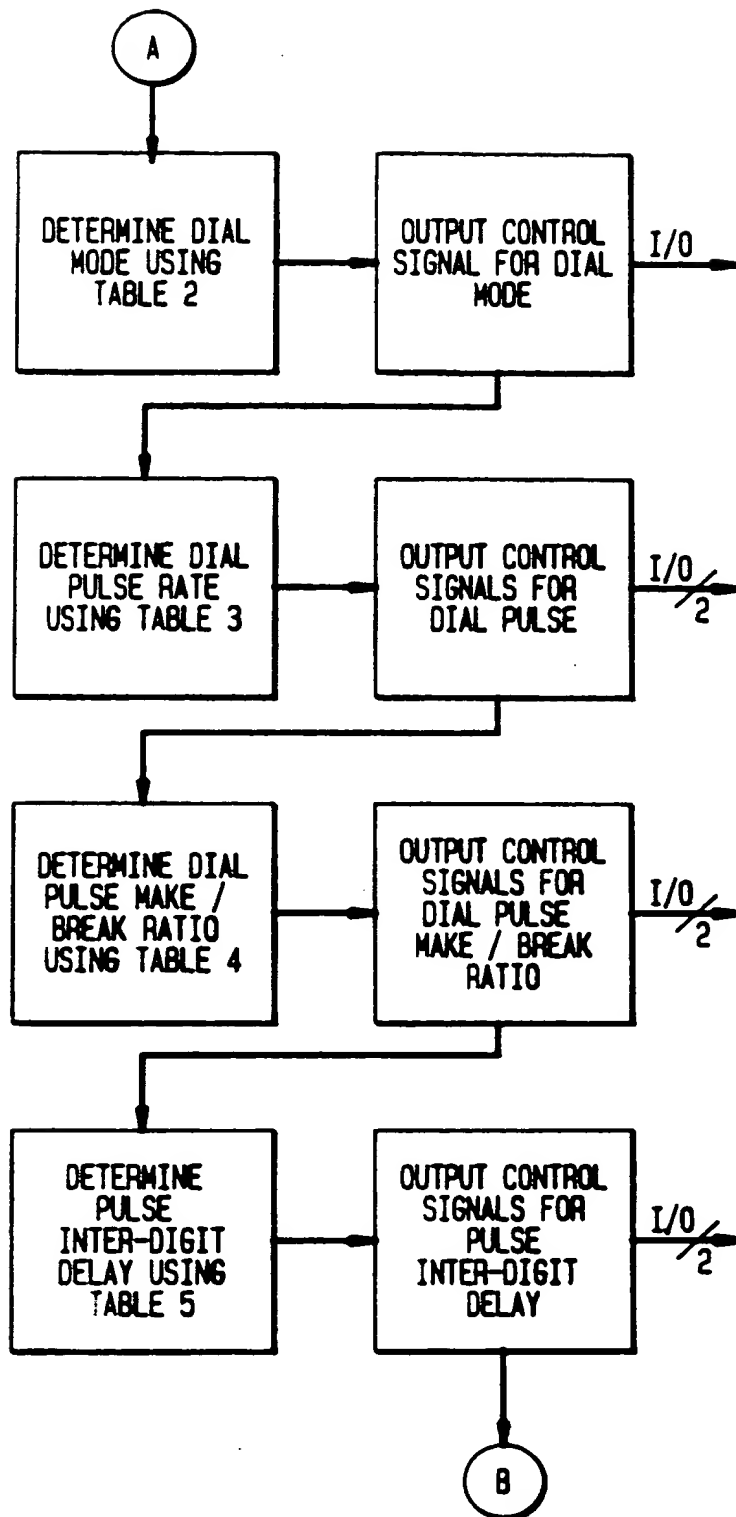 A
DETERMINE DIAL
MODE USING
TABLE 2
OUTPUT CONTROL
SIGNAL FOR DIAL
MODE
I/O
DETERMINE DIAL
PULSE RATE
USING TABLE 3
OUTPUT CONTROL
SIGNALS FOR
DIAL PULSE
I/O
2
DETERMINE DIAL
PULSE MAKE /
BREAK RATIO
USING TABLE 4
OUTPUT CONTROL
SIGNALS FOR
DIAL PULSE
MAKE / BREAK
RATIO
I/O
2
DETERMINE
PULSE
INTER-DIGIT
DELAY USING
TABLE 5
OUTPUT CONTROL
SIGNALS FOR
PULSE
INTER-DIGIT
DELAY
I/O
2
B